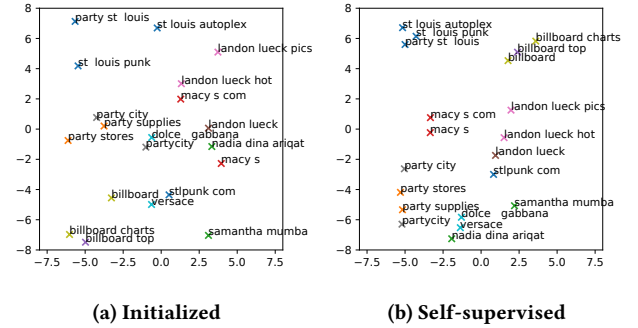 8
6
4
2
0
−2
−4
−6
−8
−7.5 −5.0 −2.5 0.0 2.5 5.0 7.5
party st louis
st louis autoplex
landon lueck pics
st louis punk
landon lueck hot
macy s com
party city
party supplies
landon lueck
party stores
dolce gabbana
partycity
nadia dina ariqat
macy s
billboard
stlpunk com
versace
billboard charts
billboard top
samantha mumba
(a) Initialized
8
6
4
2
0
−2
−4
−6
−8
−7.5 −5.0 −2.5 0.0 2.5 5.0 7.5
st louis autoplex
st louis punk
party st louis
billboard charts
billboard top
billboard
landon lueck pics
macy s com
macy s
landon lueck hot
landon lueck
party city
stlpunk com
party stores
party supplies
samantha mumba
dolce gabbana
partycity
versace
nadia dina ariqat
(b) Self-supervised